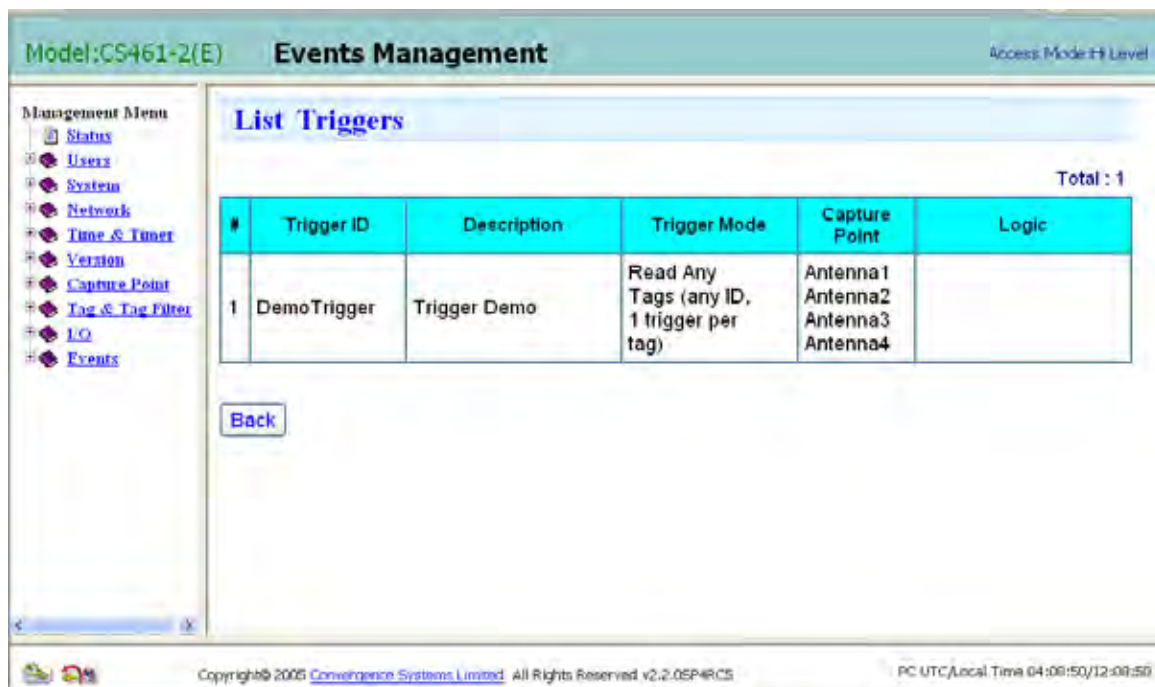 Model:CS461-2(E) Events Management Access Mode:Hi Level
Management Menu
Status
Users
System
Network
Time & Timer
Version
Capture Point
Tag & Tag Filter
I/O
Events
List Triggers
Total : 1
# Trigger ID Description Trigger Mode Capture Point Logic
1 DemoTrigger Trigger Demo Read Any Tags (any ID, 1 trigger per tag) Antenna1 Antenna2 Antenna3 Antenna4
Back
Copyright© 2005 Convergence Systems Limited All Rights Reserved PC UTC/Local Time 04:08:50/12:08:50